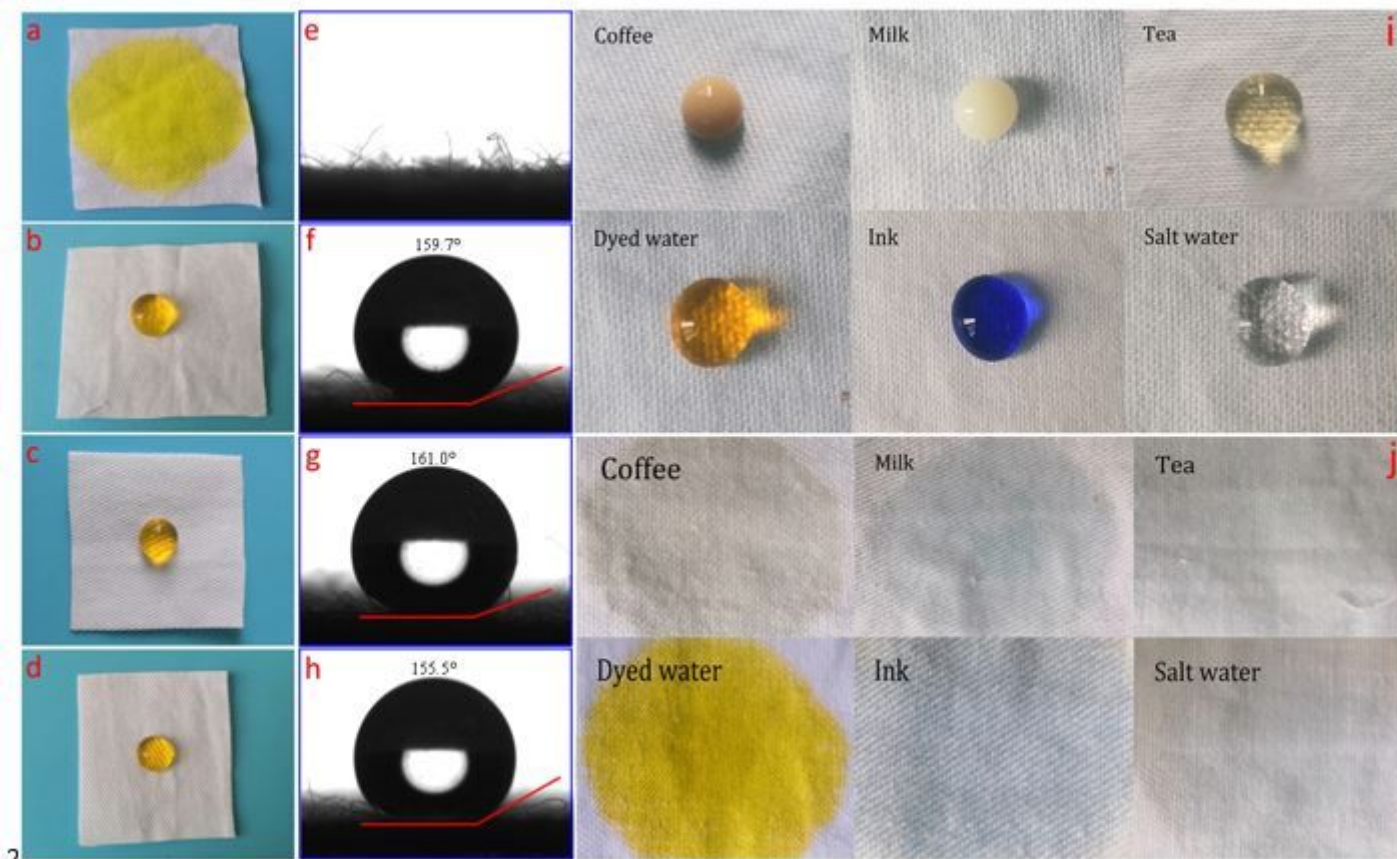 a
e
Coffee
Milk
Tea
i
b
f
159.7°
Dyed water
Ink
Salt water
c
g
161.0°
Coffee
Milk
Tea
j
d
h
155.5°
Dyed water
Ink
Salt water
2